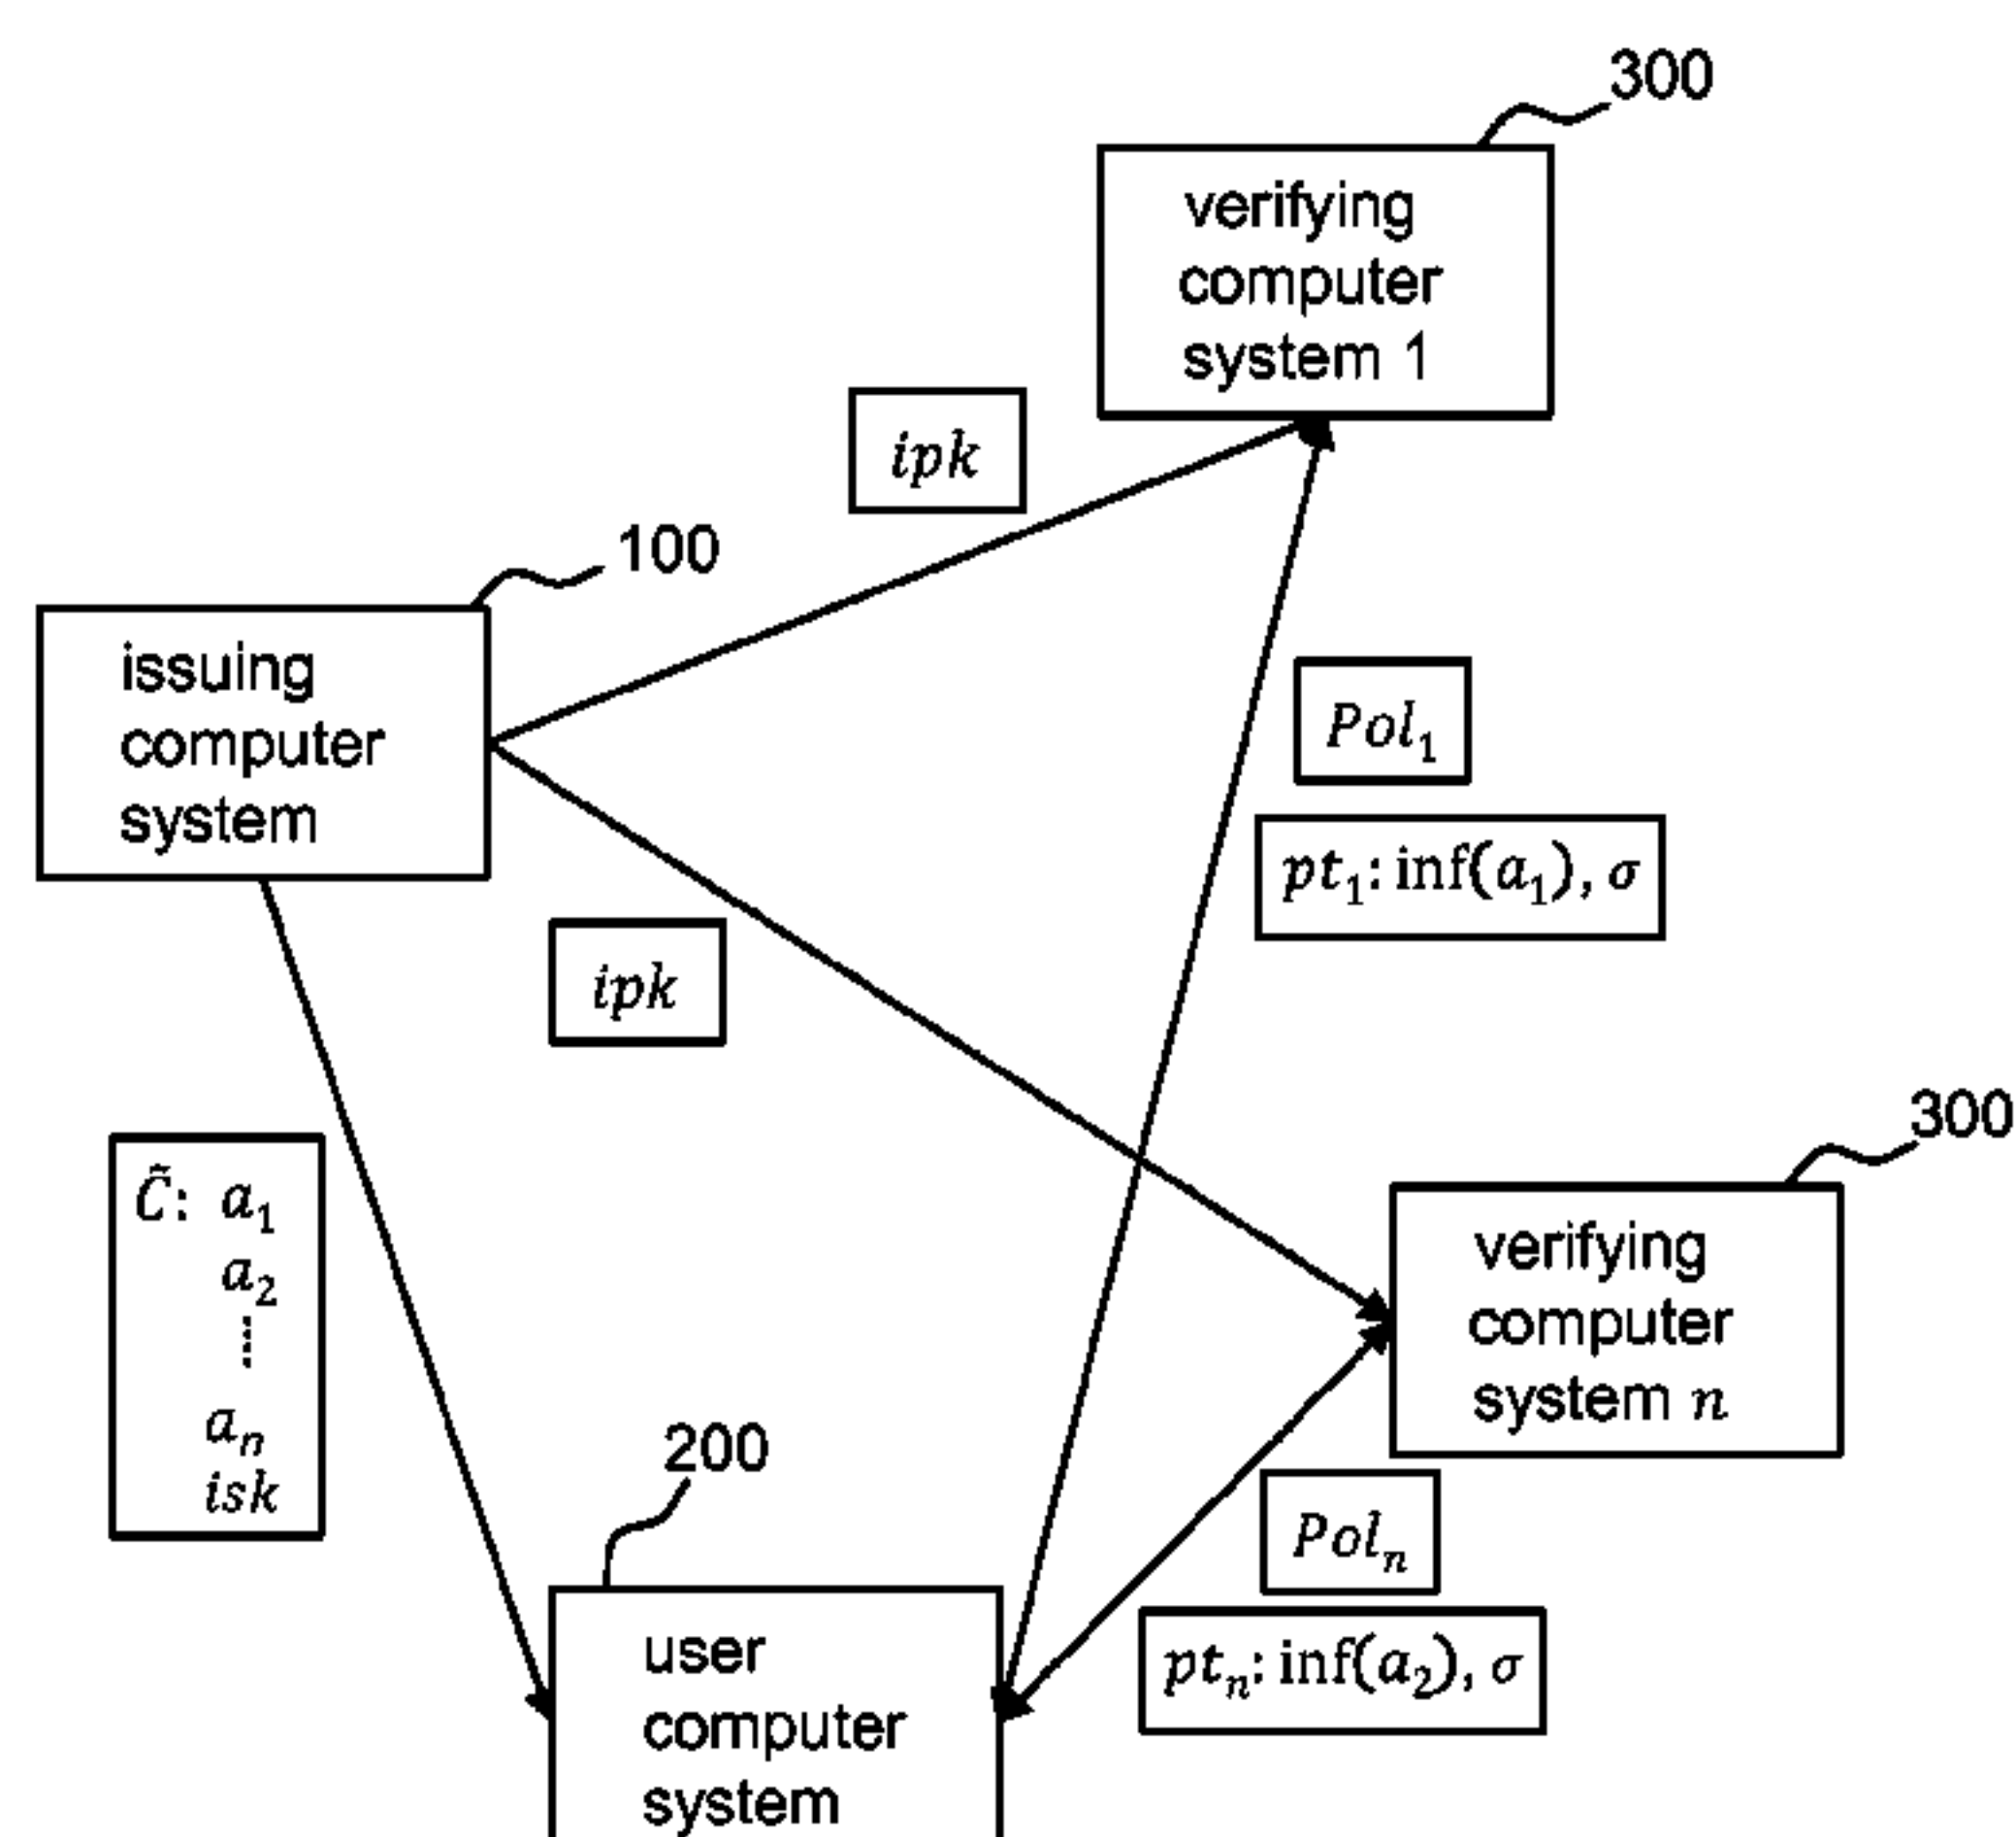 300
verifying
computer
system 1
ipk
100
issuing
computer
system
Pol₁
pt₁: inf(a₁), σ
ipk
300
C̃: a₁
a₂
⋮
aₙ
isk
verifying
computer
system n
200
Polₙ
ptₙ: inf(a₂), σ
user
computer
system